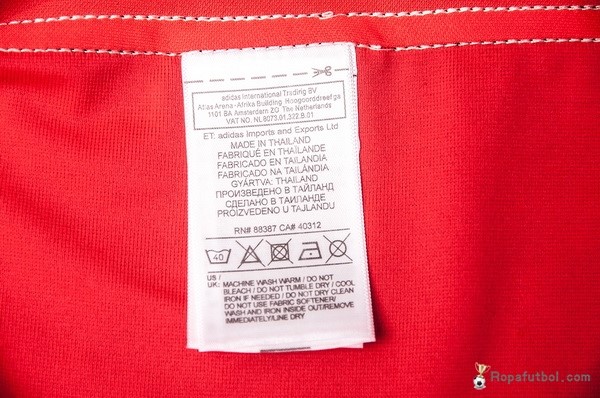 adidas International Trading BV
Atlas Arena-Afrika Building Hoogoorddreef 9a
1101 BA Amsterdam ZO The Netherlands
VAT NO. NL8073.01.322.B.01
ET: adidas Imports and Exports Ltd
MADE IN THAILAND
FABRIQUÉ EN THAÏLANDE
FABRICADO EN TAILANDIA
FABRICADO NA TAILÂNDIA
GYÁRTVA: THAILAND
ПРОИЗВЕДЕНО В ТАЙЛАНД
СДЕЛАНО В ТАИЛАНДЕ
PROIZVEDENO U TAJLANDU
RN# 88387 CA# 40312
40
US /
UK: MACHINE WASH WARM / DO NOT
BLEACH / DO NOT TUMBLE DRY / COOL
IRON IF NEEDED / DO NOT DRY CLEAN
DO NOT USE FABRIC SOFTENER/
WASH AND IRON INSIDE OUT/REMOVE
IMMEDIATELY/LINE DRY
Ropafutbol.com